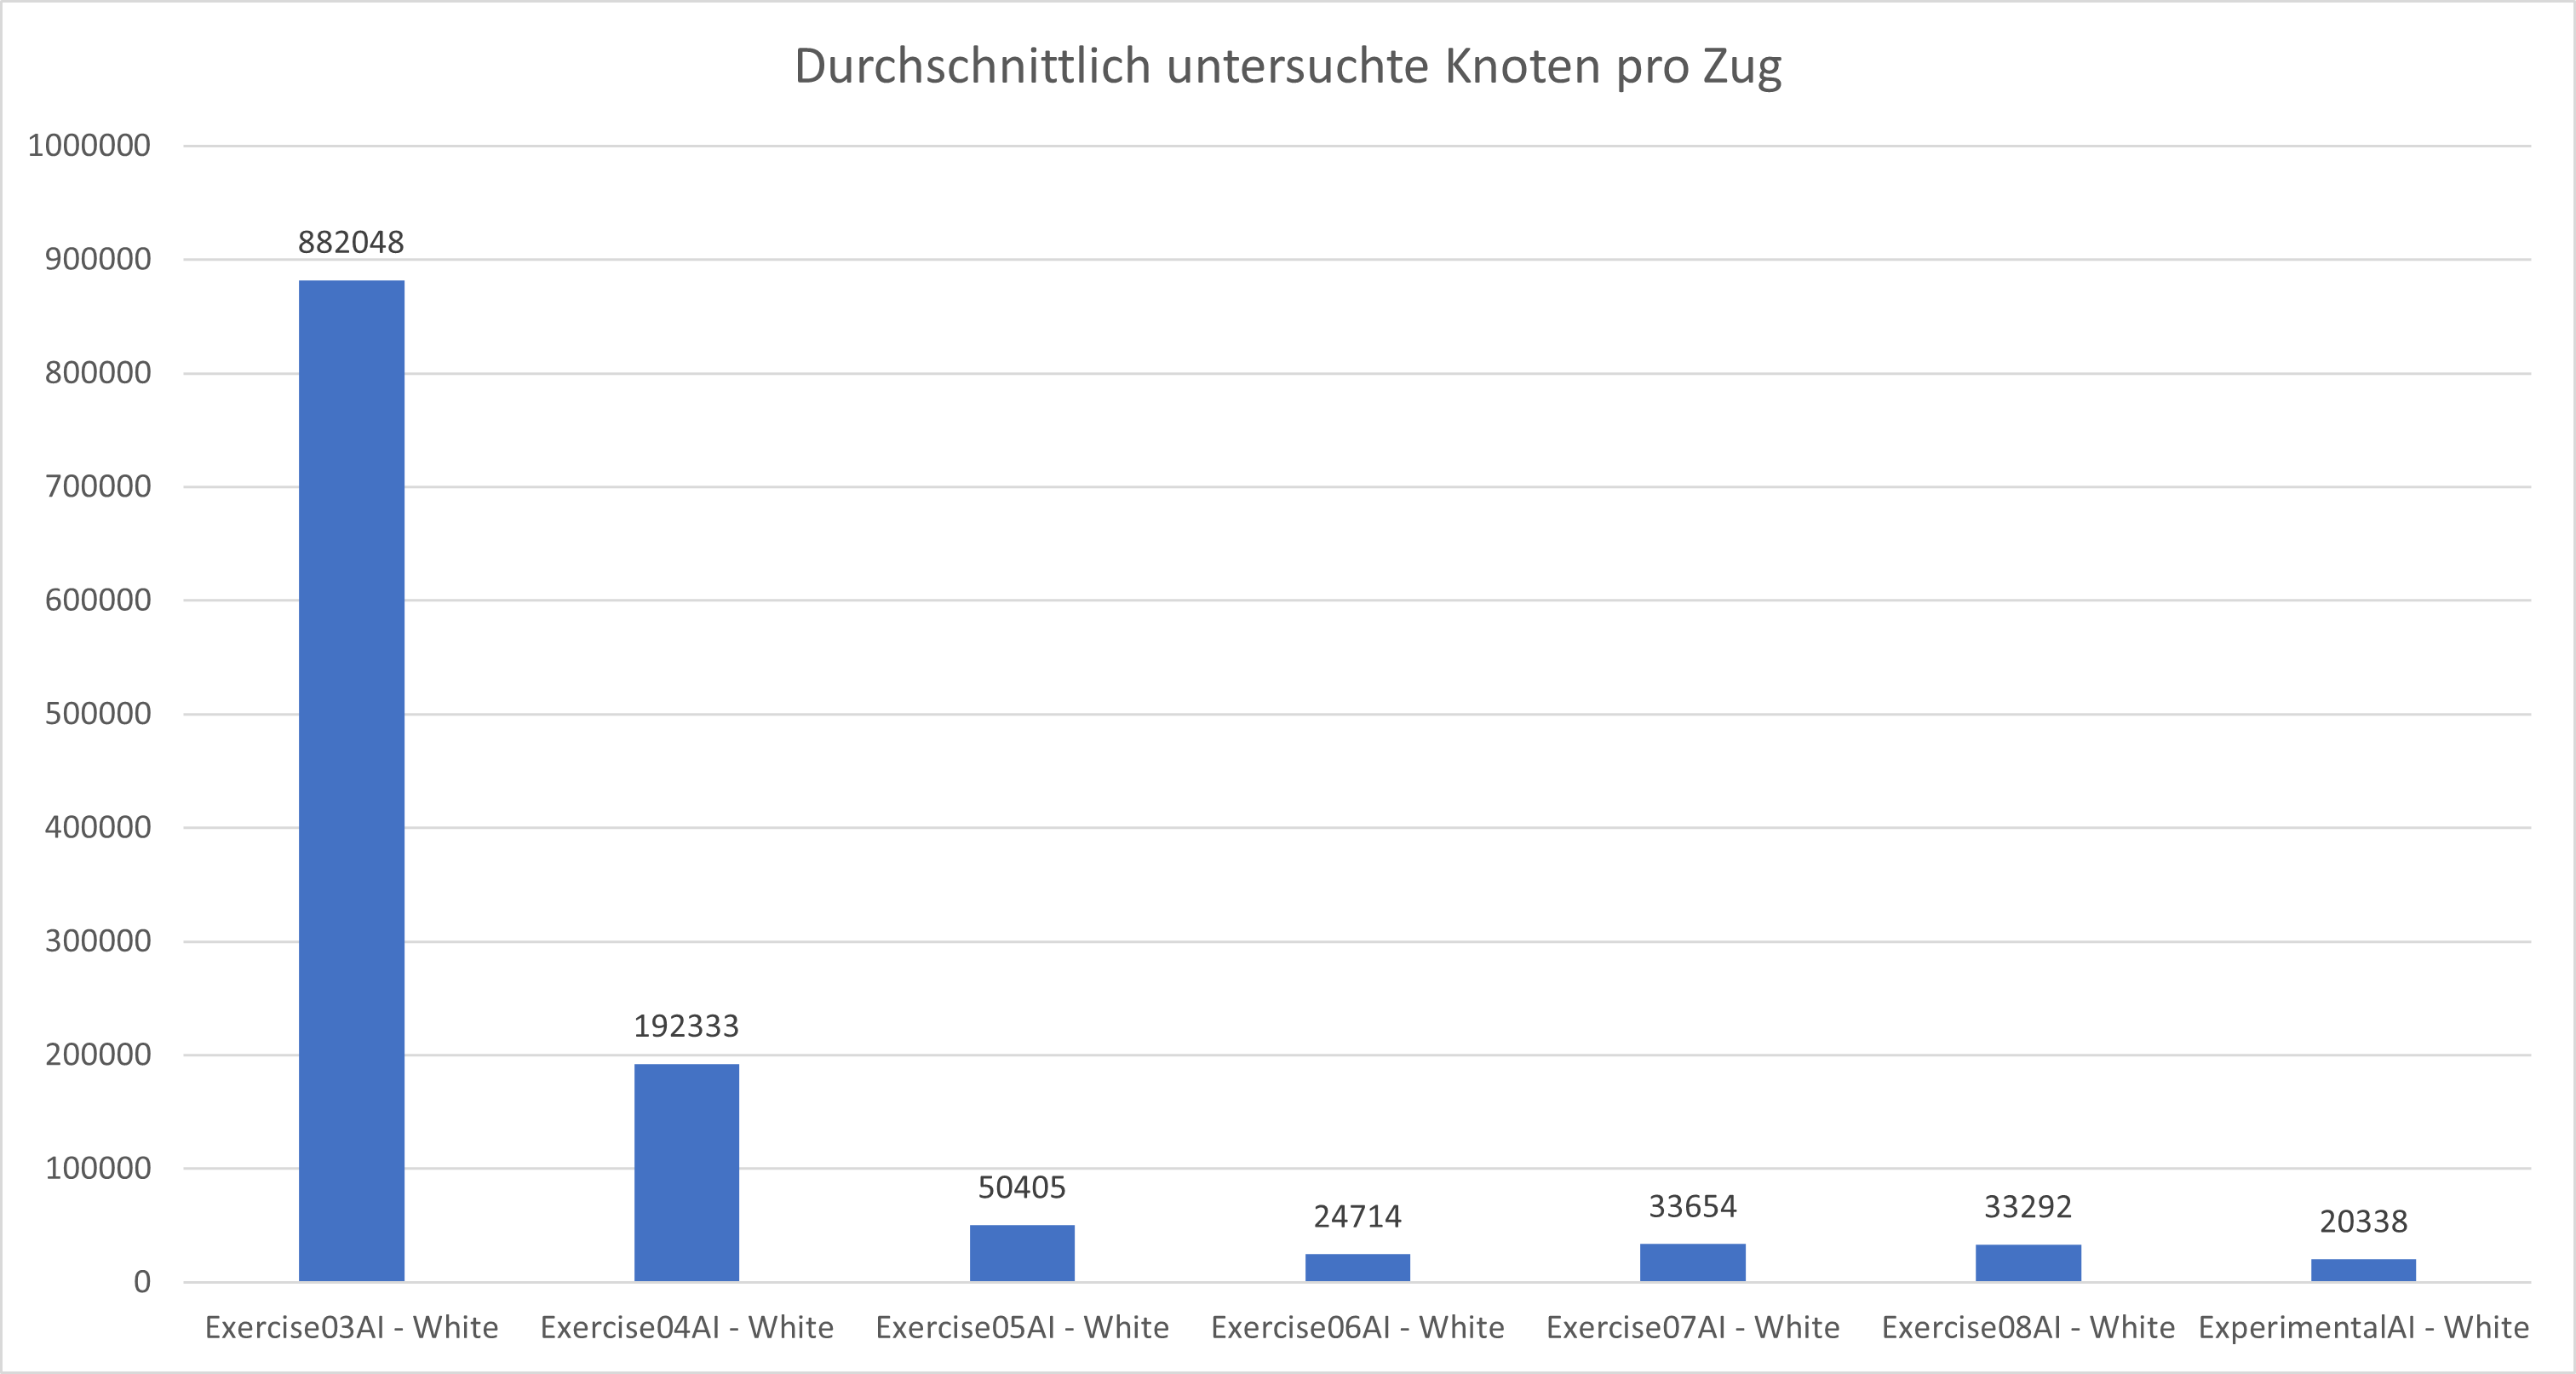 Durchschnittlich untersuchte Knoten pro Zug
1000000
900000
800000
700000
600000
500000
400000
300000
200000
100000
0
882048
192333
50405
24714
33654
33292
20338
Exercise03AI - White
Exercise04AI - White
Exercise05AI - White
Exercise06AI - White
Exercise07AI - White
Exercise08AI - White
ExperimentalAI - White